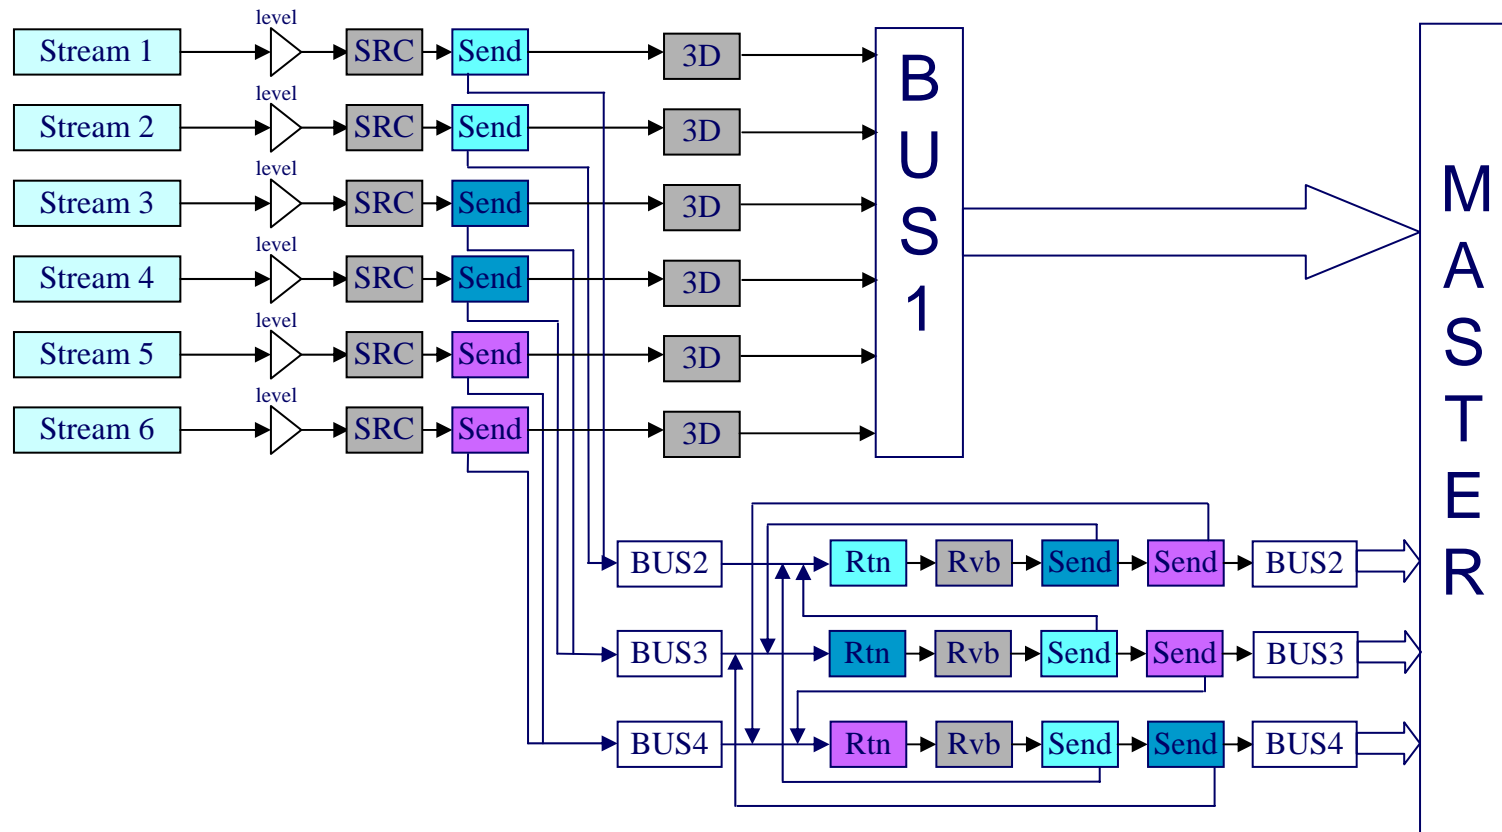 level
Stream 1 SRC Send 3D
level
Stream 2 SRC Send 3D
level
Stream 3 SRC Send 3D
level
Stream 4 SRC Send 3D
level
Stream 5 SRC Send 3D
level
Stream 6 SRC Send 3D
BUS1
MASTER
BUS2 Rtn Rvb Send Send BUS2
BUS3 Rtn Rvb Send Send BUS3
BUS4 Rtn Rvb Send Send BUS4